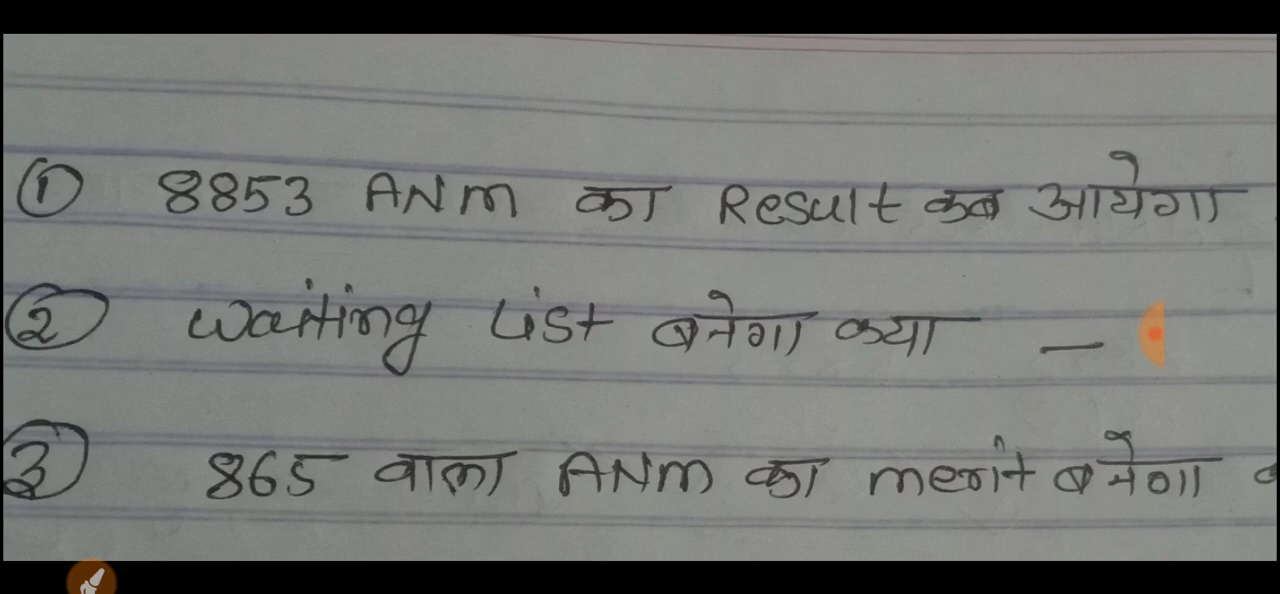 ① 8853 ANM का Result कब आयेगा
② waiting List बनेगा क्या —
③ 865 वाला ANM का merit बनेगा